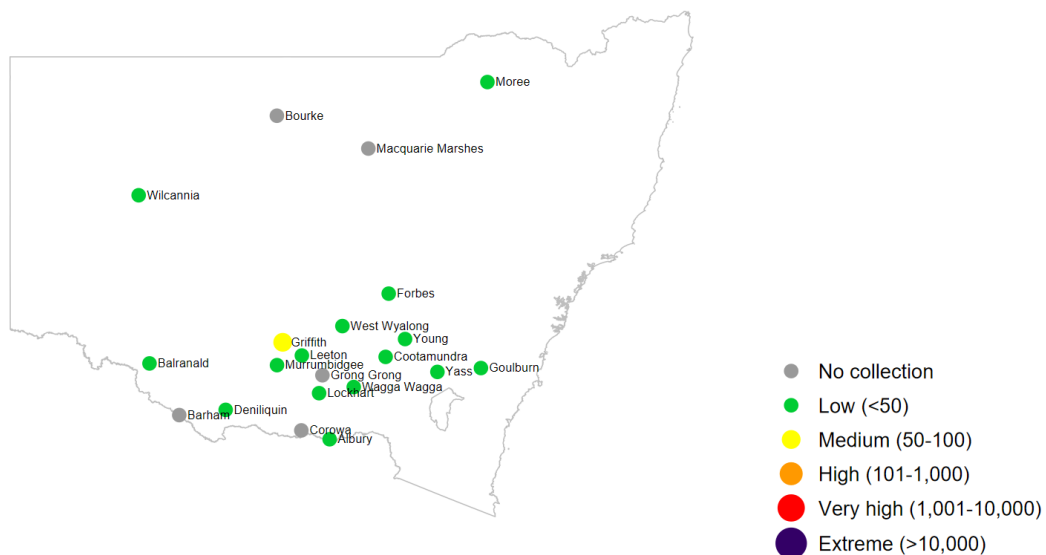 Moree
Bourke
Macquarie Marshes
Wilcannia
Forbes
West Wyalong
Young
Griffith
Leeton
Cootamundra
Balranald
Murrumbidgee
Goulburn
Yass
Grong Grong
Wagga Wagga
Lockhart
Deniliquin
Barham
Corowa
Albury
No collection
Low (<50)
Medium (50-100)
High (101-1,000)
Very high (1,001-10,000)
Extreme (>10,000)